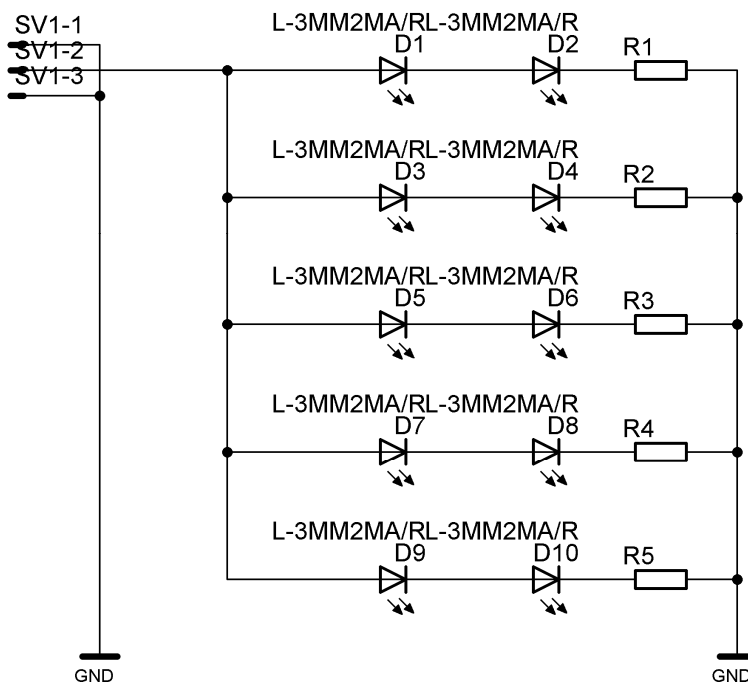 SV1-1
SV1-2
SV1-3
L-3MM2MA/RL-3MM2MA/R
D1 D2 R1
L-3MM2MA/RL-3MM2MA/R
D3 D4 R2
L-3MM2MA/RL-3MM2MA/R
D5 D6 R3
L-3MM2MA/RL-3MM2MA/R
D7 D8 R4
L-3MM2MA/RL-3MM2MA/R
D9 D10 R5
GND GND